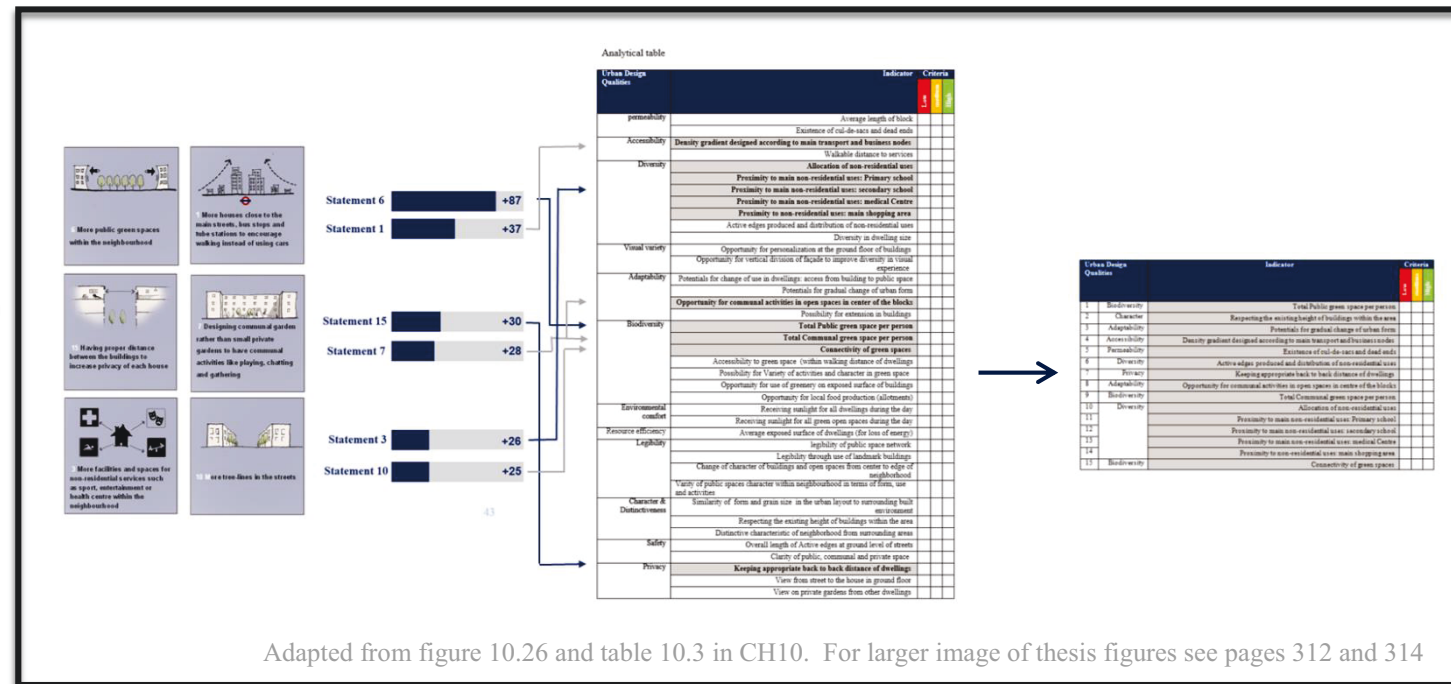 Analytical table
6 More public green spaces
within the neighbourhood
1 More houses close to the
main streets, bus stops and
tube stations to encourage
walking instead of using cars
15 Having proper distance
between the buildings to
increase privacy of each house
7 Designing communal garden
rather than small private
gardens to have communal
activities like playing, chatting
and gathering
3 More facilities and spaces for
non-residential services such
as sport, entertainment or
health centre within the
neighbourhood
10 More tree-lines in the streets
Statement 6 +87
Statement 1 +37
Statement 15 +30
Statement 7 +28
Statement 3 +26
Statement 10 +25
43
Urban Design Indicator Criteria
Qualities
Low medium High
permeability Average length of block
Existence of cul-de-sacs and dead ends
Accessibility Density gradient designed according to main transport and business nodes
Walkable distance to services
Diversity Allocation of non-residential uses
Proximity to main non-residential uses: Primary school
Proximity to main non-residential uses: secondary school
Proximity to main non-residential uses: medical Centre
Proximity to non-residential uses: main shopping area
Active edges produced and distribution of non-residential uses
Diversity in dwelling size
Visual variety Opportunity for personalization at the ground floor of buildings
Opportunity for vertical division of façade to improve diversity in visual
experience
Adaptability Potentials for change of use in dwellings: access from building to public space
Potentials for gradual change of urban form
Opportunity for communal activities in open spaces in center of the blocks
Possibility for extension in buildings
Biodiversity Total Public green space per person
Total Communal green space per person
Connectivity of green spaces
Accessibility to green space (within walking distance of dwellings
Possibility for Variety of activities and character in green space
Opportunity for use of greenery on exposed surface of buildings
Opportunity for local food production (allotments)
Environmental Receiving sunlight for all dwellings during the day
comfort
Receiving sunlight for all green open spaces during the day
Resource efficiency Average exposed surface of dwellings (for loss of energy)
Legibility legibility of public space network
Legibility through use of landmark buildings
Change of character of buildings and open spaces from center to edge of
neighborhood
Varity of public spaces character within neighbourhood in terms of form, use
and activities
Character & Similarity of form and grain size in the urban layout to surrounding built
Distinctiveness environment
Respecting the existing height of buildings within the area
Distinctive characteristic of neighborhood from surrounding areas
Safety Overall length of Active edges at ground level of streets
Clarity of public, communal and private space
Privacy Keeping appropriate back to back distance of dwellings
View from street to the house in ground floor
View on private gardens from other dwellings
Urban Design Indicator Criteria
Qualities
Low medium High
1 Biodiversity Total Public green space per person
2 Character Respecting the existing height of buildings within the area
3 Adaptability Potentials for gradual change of urban form
4 Accessibility Density gradient designed according to main transport and business nodes
5 Permeability Existence of cul-de-sacs and dead ends
6 Diversity Active edges produced and distribution of non-residential uses
7 Privacy Keeping appropriate back to back distance of dwellings
8 Adaptability Opportunity for communal activities in open spaces in centre of the blocks
9 Biodiversity Total Communal green space per person
10 Diversity Allocation of non-residential uses
11 Proximity to main non-residential uses: Primary school
12 Proximity to main non-residential uses: secondary school
13 Proximity to main non-residential uses: medical Centre
14 Proximity to main non-residential uses: main shopping area
15 Biodiversity Connectivity of green spaces
Adapted from figure 10.26 and table 10.3 in CH10. For larger image of thesis figures see pages 312 and 314